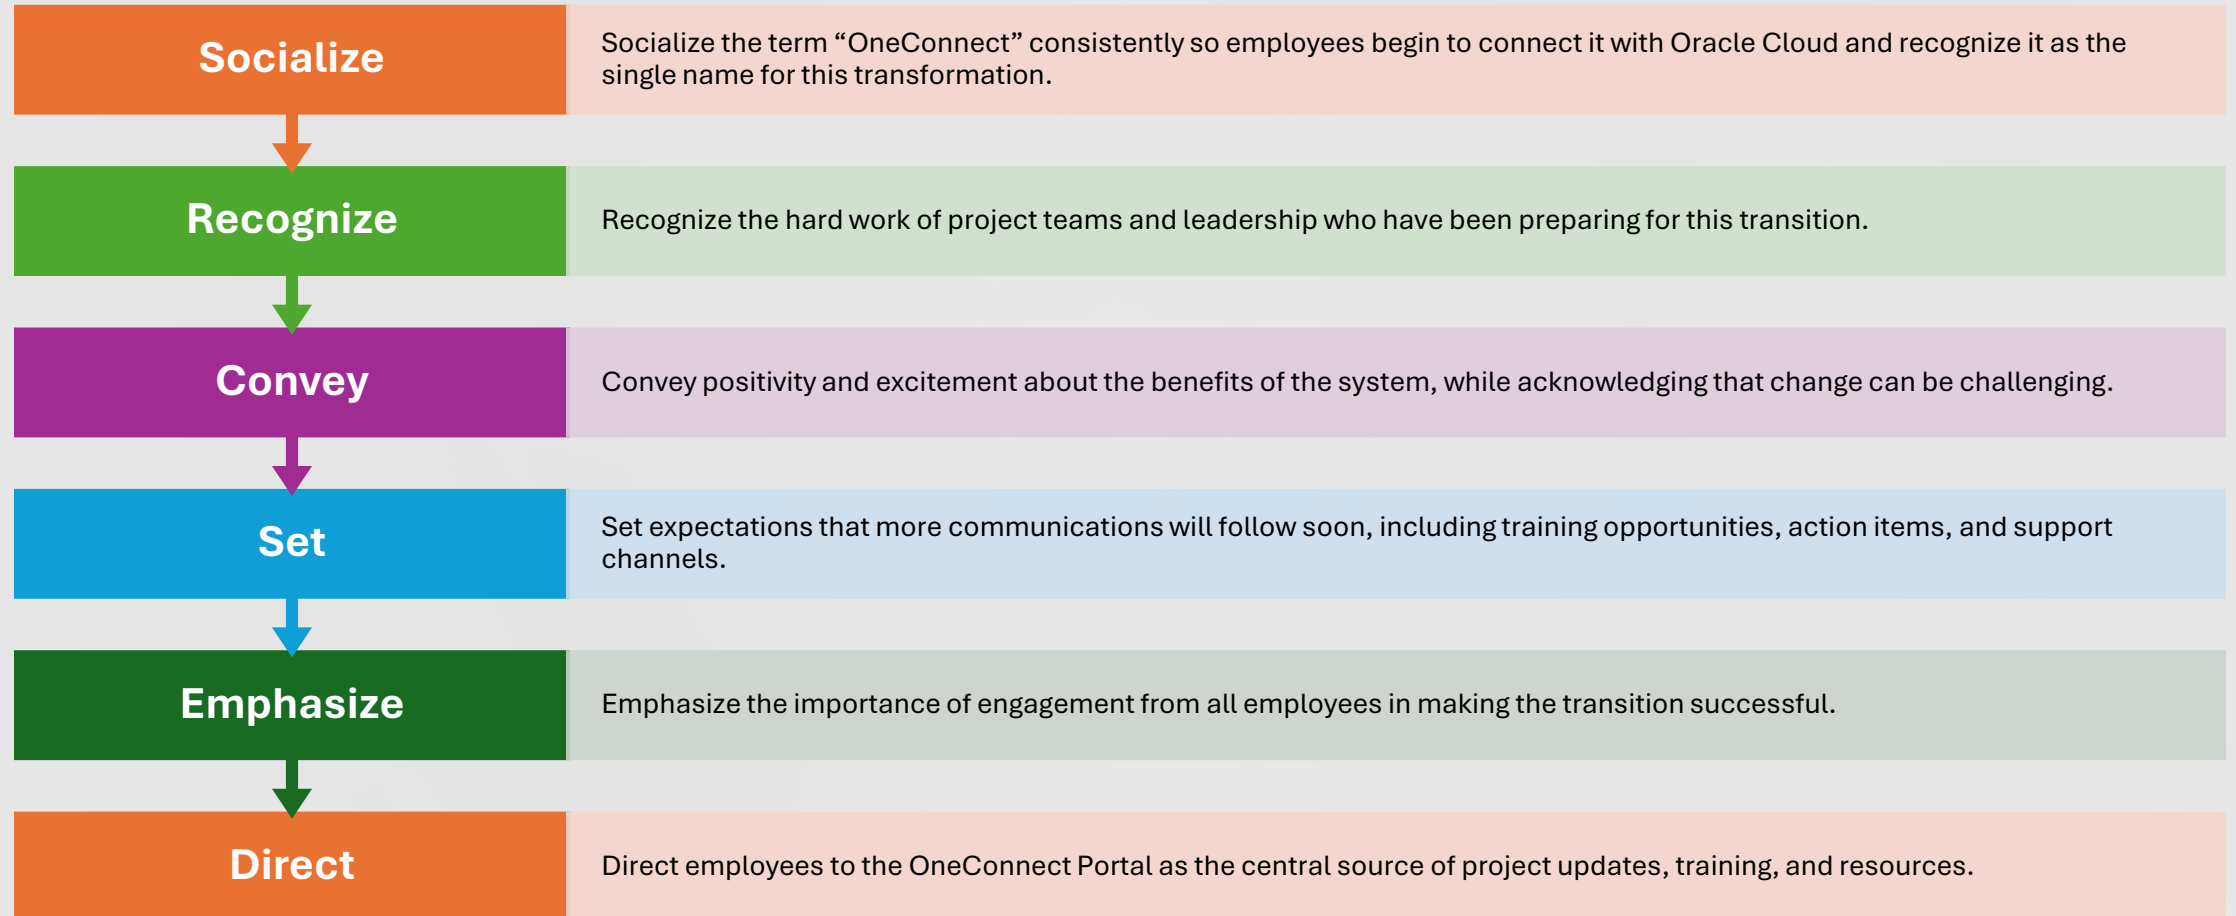 Socialize
Socialize the term “OneConnect” consistently so employees begin to connect it with Oracle Cloud and recognize it as the
single name for this transformation.
Recognize
Recognize the hard work of project teams and leadership who have been preparing for this transition.
Convey
Convey positivity and excitement about the benefits of the system, while acknowledging that change can be challenging.
Set
Set expectations that more communications will follow soon, including training opportunities, action items, and support
channels.
Emphasize
Emphasize the importance of engagement from all employees in making the transition successful.
Direct
Direct employees to the OneConnect Portal as the central source of project updates, training, and resources.